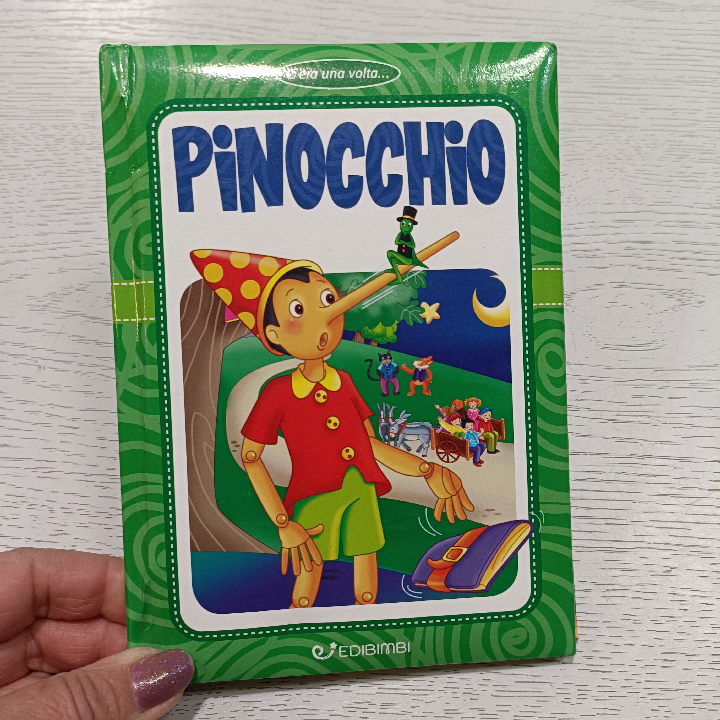 C'era una volta...
PiNOCCHiO
EDIBIMBI